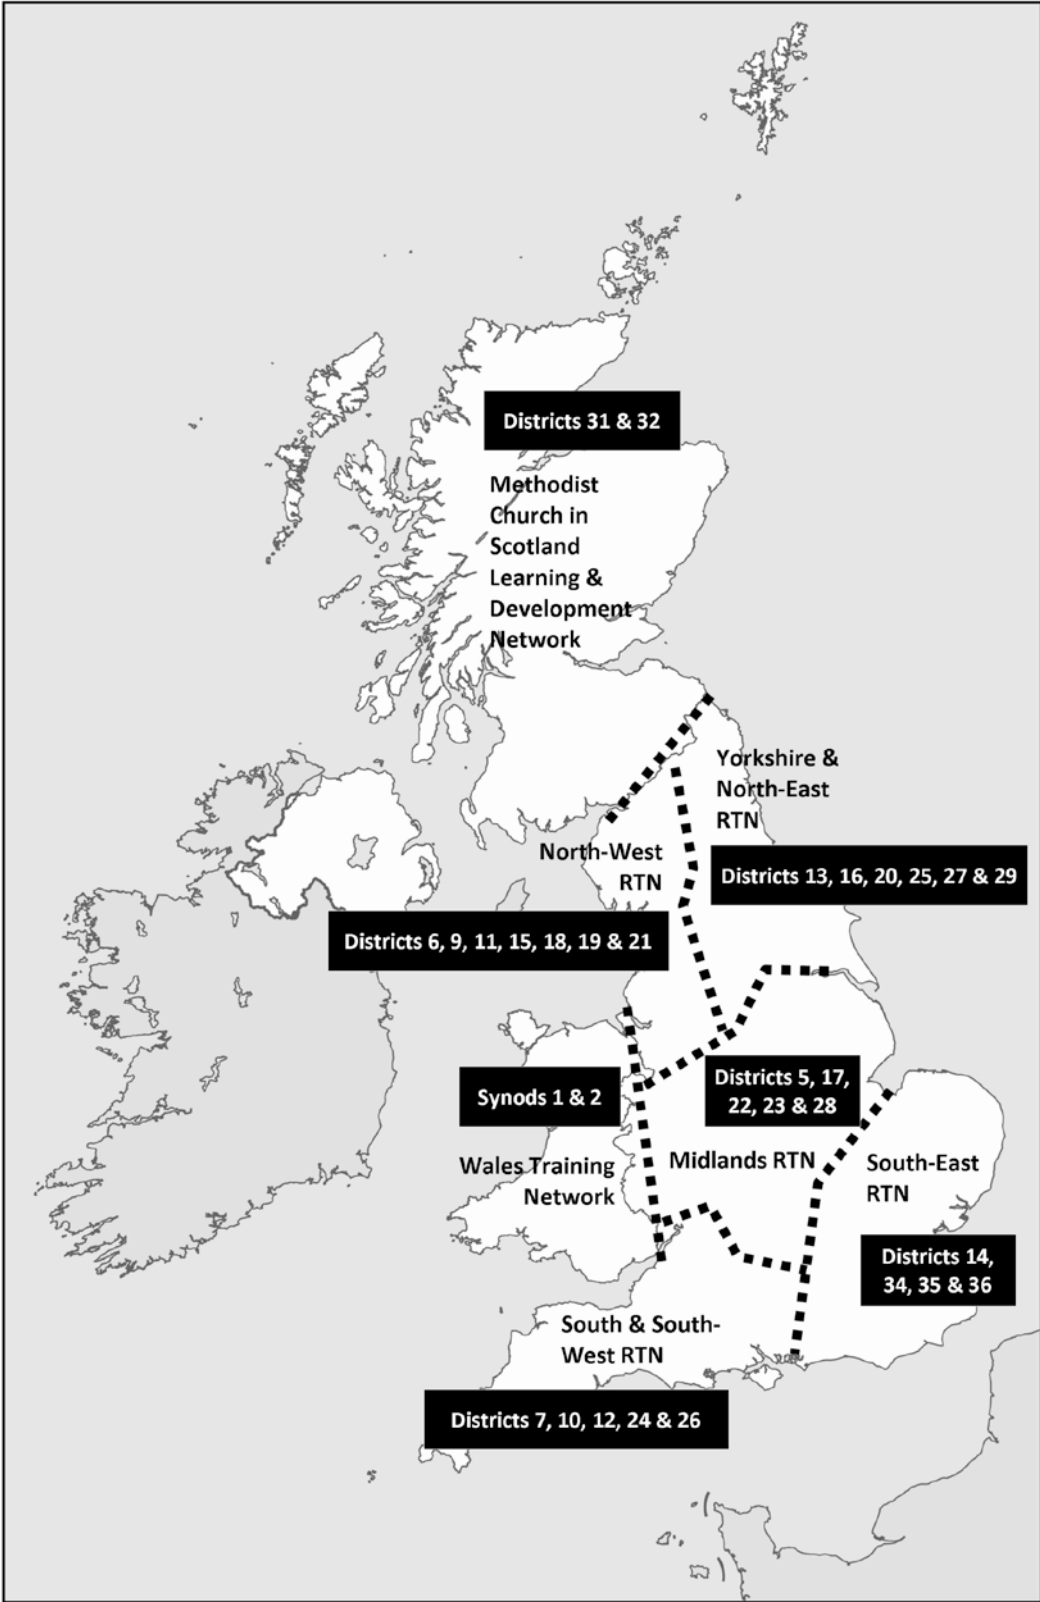 Districts 31 & 32
Methodist
Church in
Scotland
Learning &
Development
Network
Yorkshire &
North-East
RTN
North-West
RTN
Districts 13, 16, 20, 25, 27 & 29
Districts 6, 9, 11, 15, 18, 19 & 21
Districts 5, 17,
22, 23 & 28
Synods 1 & 2
Midlands RTN
Wales Training
Network
South-East
RTN
Districts 14,
34, 35 & 36
South & South-
West RTN
Districts 7, 10, 12, 24 & 26